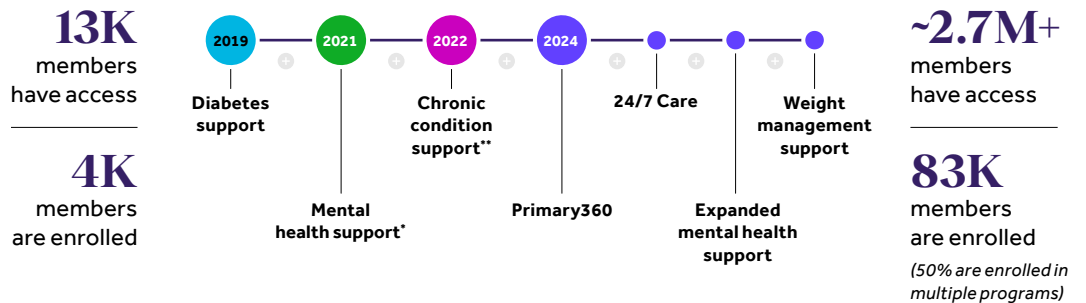 13K
members
have access
4K
members
are enrolled
2019
2021
2022
2024
Diabetes
support
Mental
health support*
Chronic
condition
support**
Primary360
24/7 Care
Expanded
mental health
support
Weight
management
support
~2.7M+
members
have access
83K
members
are enrolled
(50% are enrolled in
multiple programs)